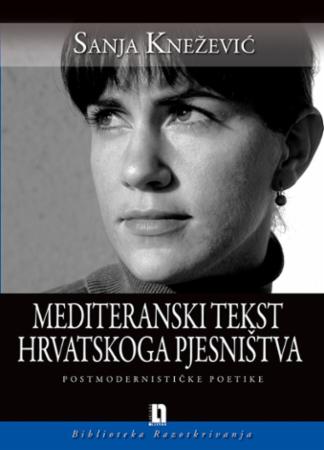 SANJA KNEŽEVIĆ
MEDITERANSKI TEKST
HRVATSKOGA PJESNIŠTVA
POSTMODERNISTIČKE POETIKE
Biblioteka Razotkrivanja